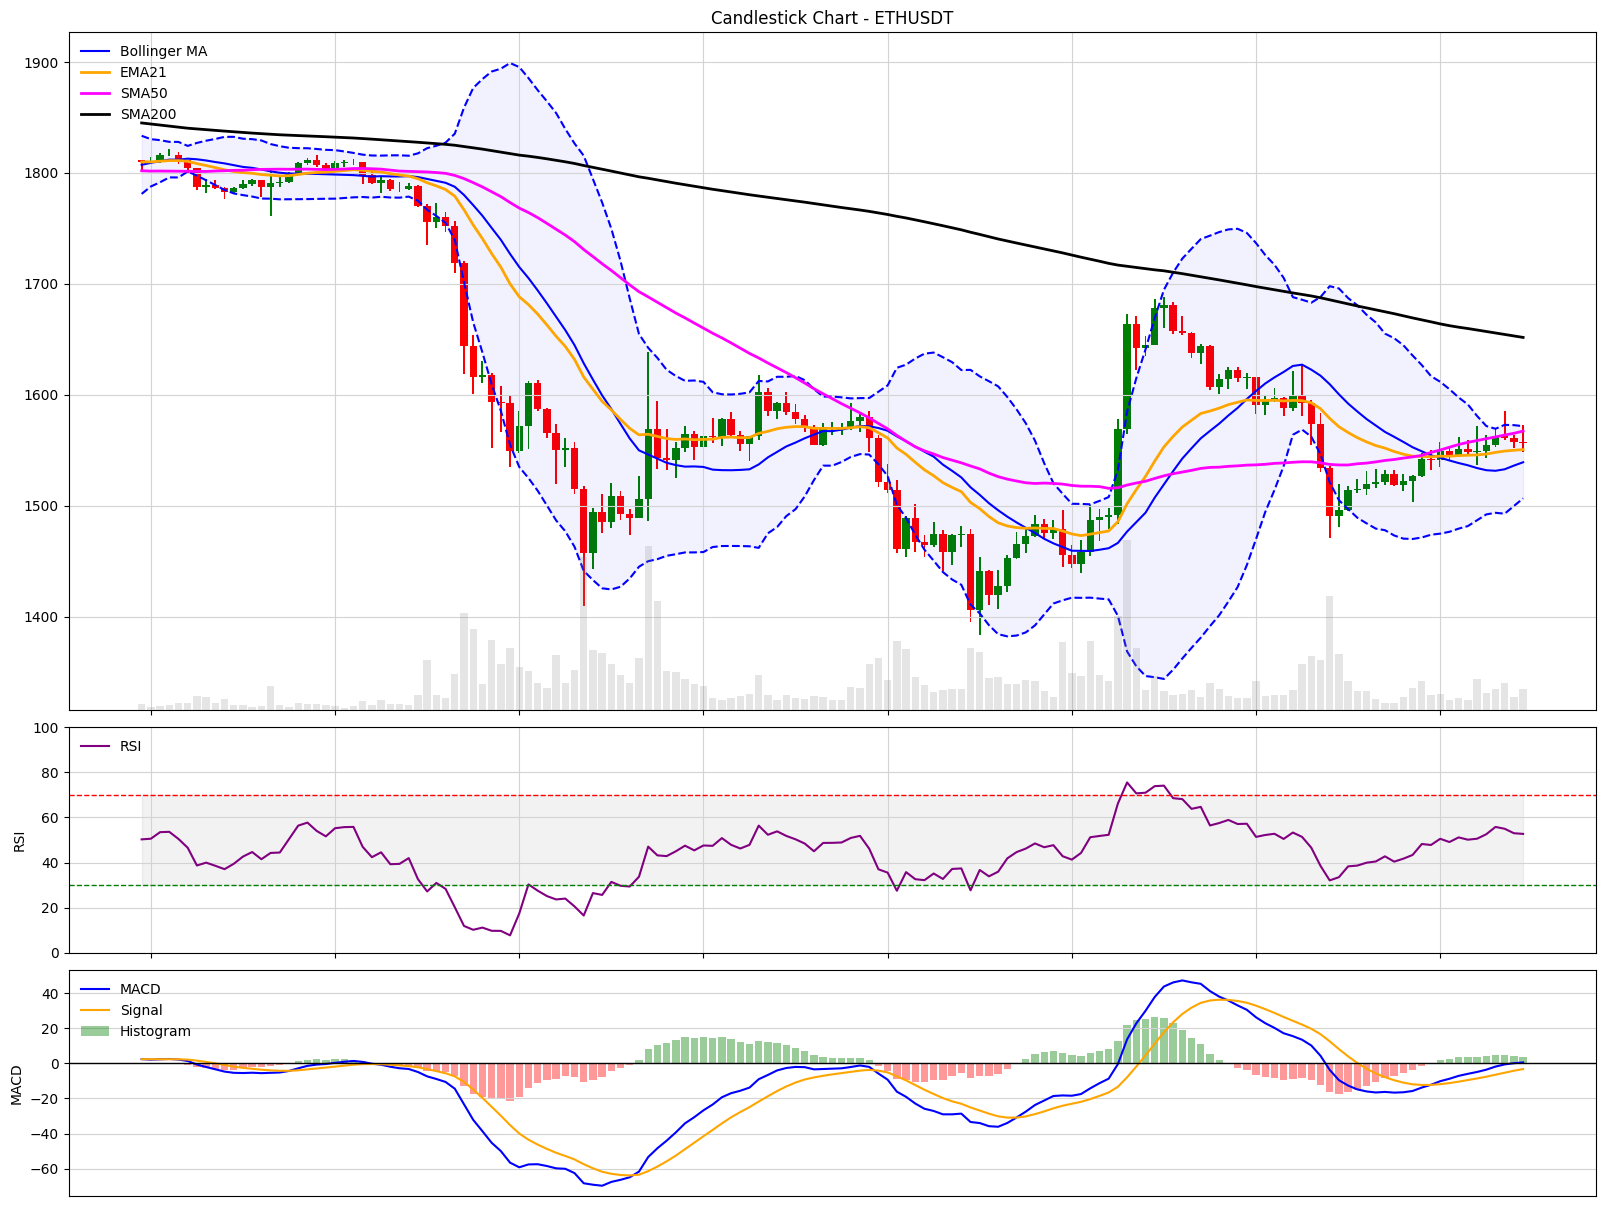 Candlestick Chart - ETHUSDT
Bollinger MA
EMA21
SMA50
SMA200
1900
1800
1700
1600
1500
1400
RSI
100
80
60
40
20
0
RSI
MACD
Signal
Histogram
40
20
0
−20
−40
−60
MACD